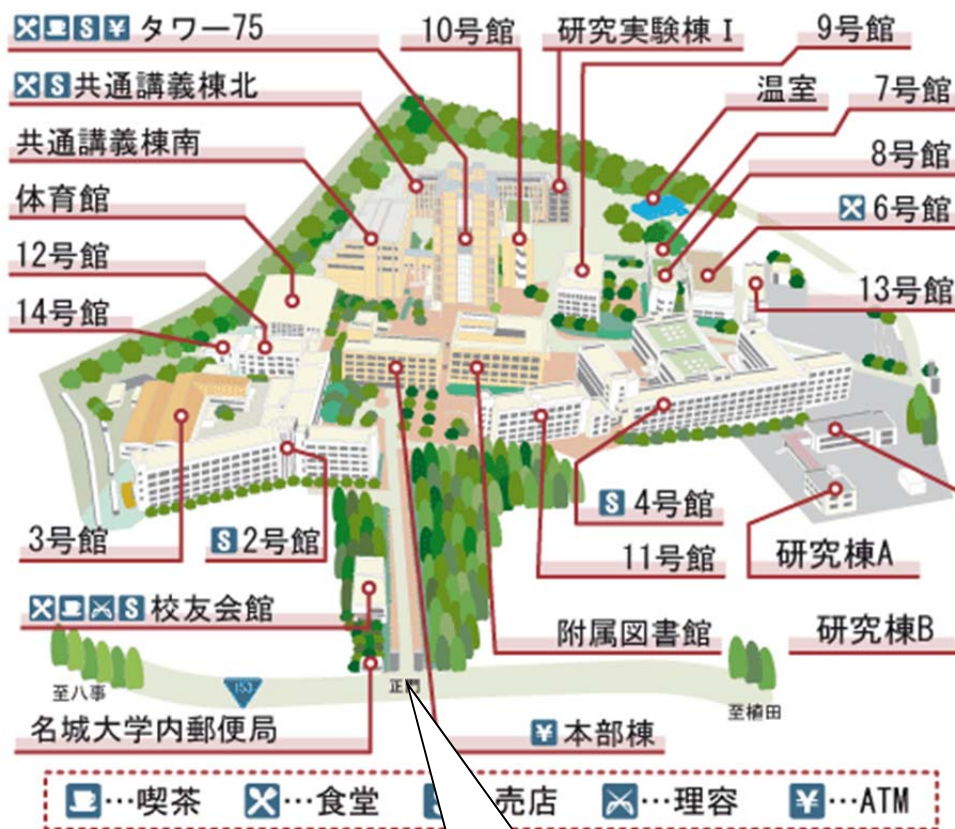 タワー75
10号館
研究実験棟Ⅰ
9号館
共通講義棟北
温室
7号館
共通講義棟南
8号館
体育館
6号館
12号館
13号館
14号館
4号館
3号館
2号館
11号館
研究棟A
校友会館
附属図書館
研究棟B
至八事
153
正門
至植田
名城大学内郵便局
本部棟
…喫茶 …食堂 売店 …理容 …ATM